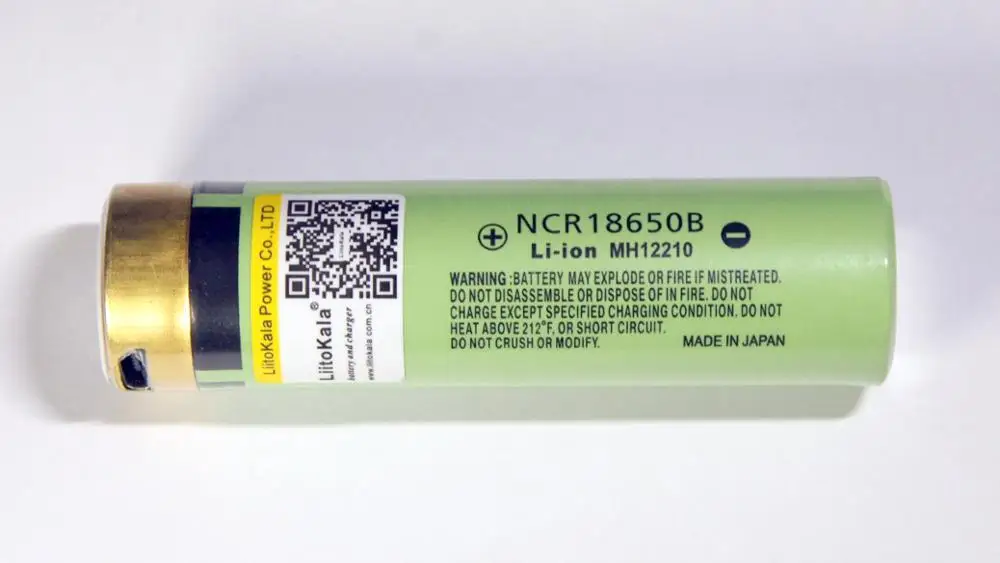 LiitoKala Power Co.,LTD
LiitoKala®
battery and charger
www.liitokala.com.cn
LiitoKala
⊕ NCR18650B ⊖
Li-ion MH12210
WARNING :BATTERY MAY EXPLODE OR FIRE IF MISTREATED.
DO NOT DISASSEMBLE OR DISPOSE OF IN FIRE. DO NOT
CHARGE EXCEPT SPECIFIED CHARGING CONDITION. DO NOT
HEAT ABOVE 212°F, OR SHORT CIRCUIT.
DO NOT CRUSH OR MODIFY.
MADE IN JAPAN